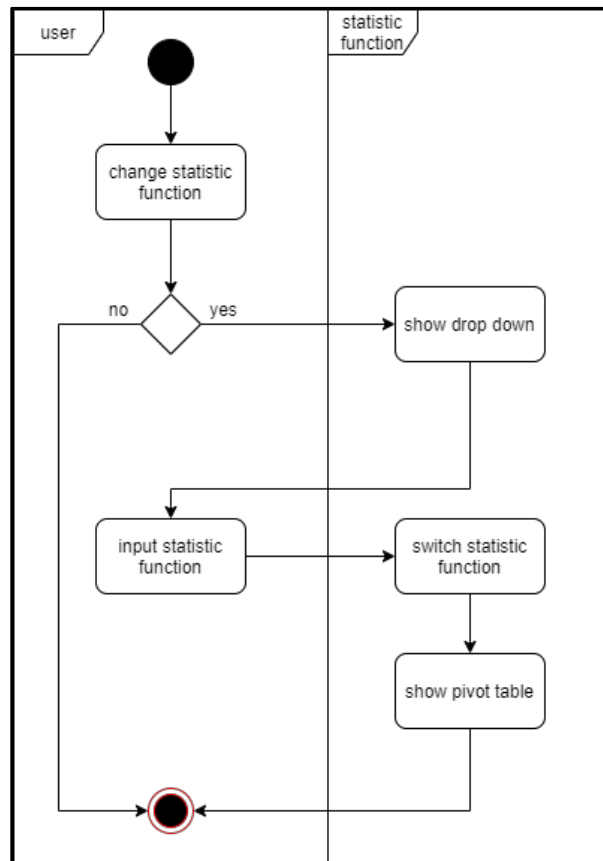 user
statistic
function
change statistic
function
no
yes
show drop down
input statistic
function
switch statistic
function
show pivot table